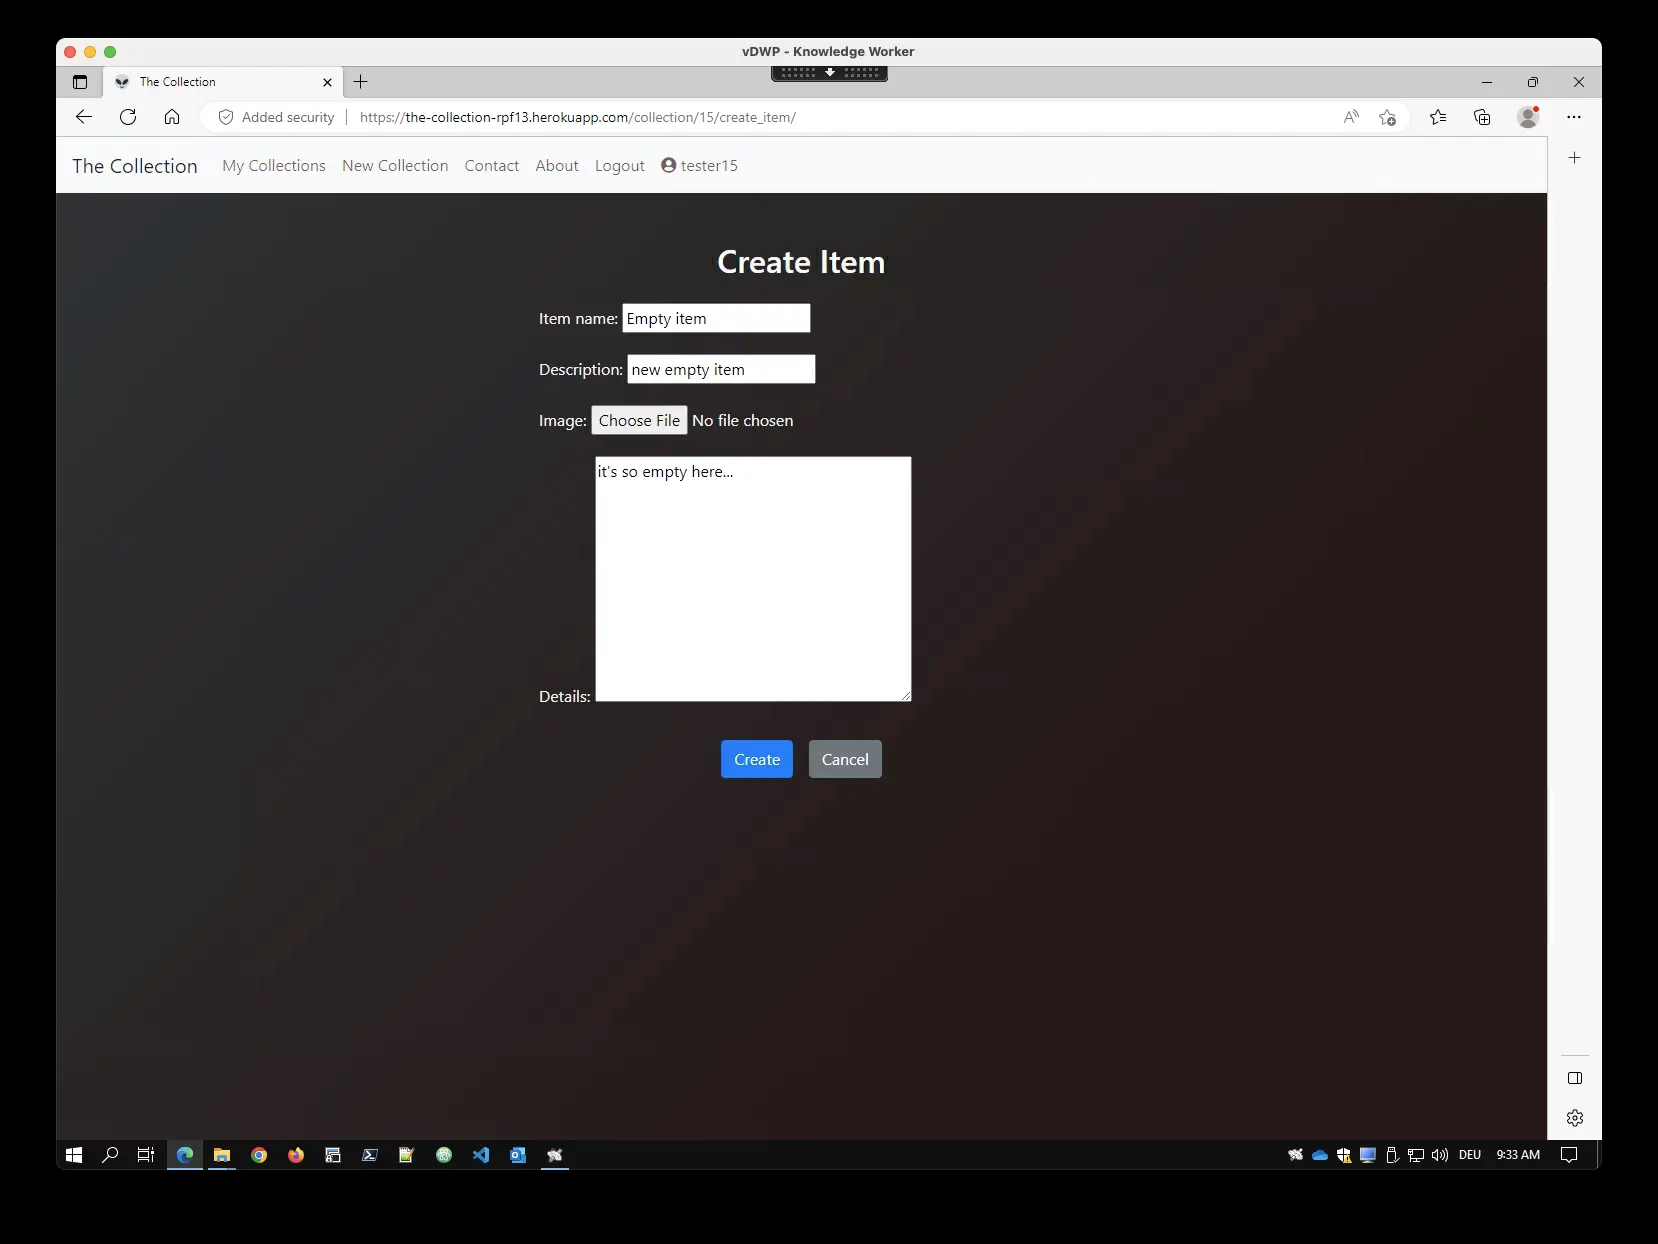 vDWP - Knowledge Worker
The Collection
Added security https://the-collection-rpf13.herokuapp.com/collection/15/create_item/
The Collection My Collections New Collection Contact About Logout tester15
Create Item
Item name: Empty item
Description: new empty item
Image: Choose File No file chosen
it's so empty here...
Details:
Create Cancel
DEU 9:33 AM